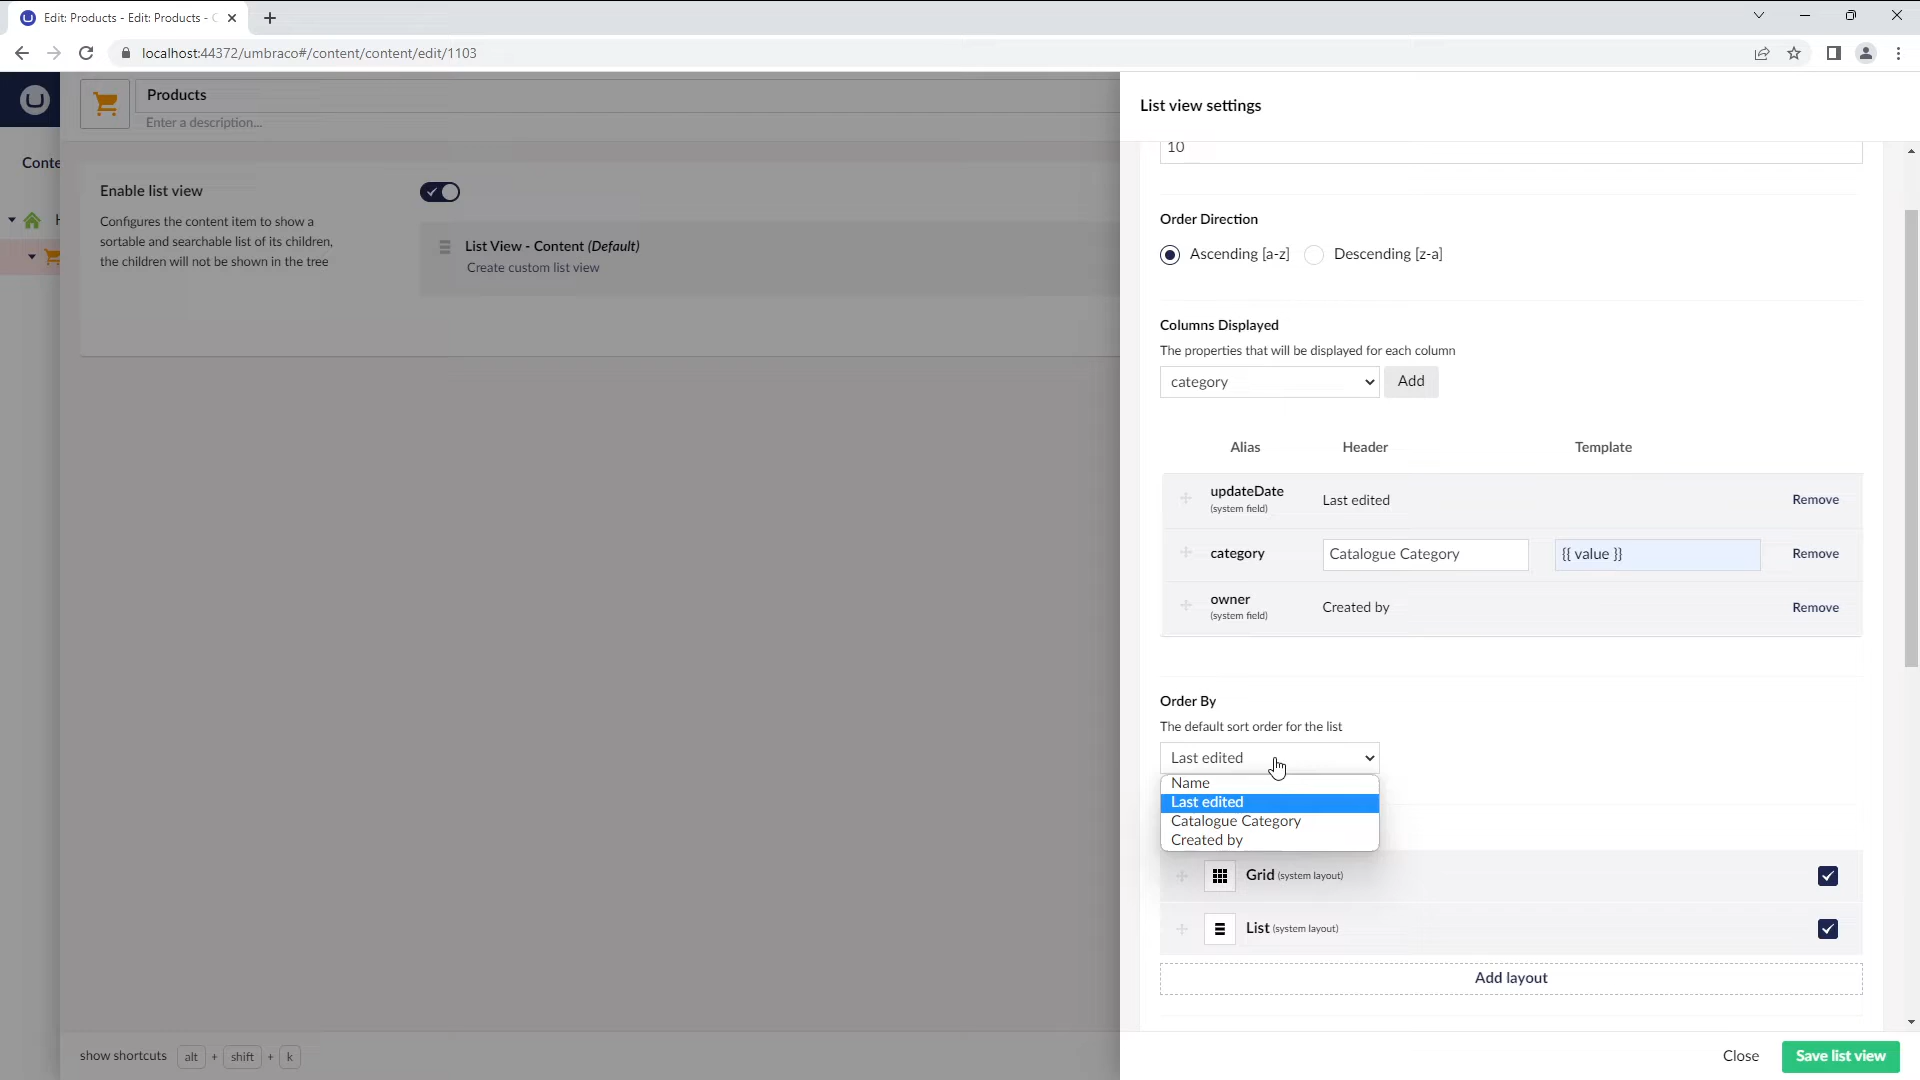 Edit: Products - Edit: Products - C
localhost:44372/umbraco#/content/content/edit/1103
Products
Enter a description...
Conte
H
Enable list view
Configures the content item to show a
sortable and searchable list of its children,
the children will not be shown in the tree
List View - Content (Default)
Create custom list view
show shortcuts alt + shift + k
List view settings
10
Order Direction
Ascending [a-z] Descending [z-a]
Columns Displayed
The properties that will be displayed for each column
category Add
Alias Header Template
updateDate
(system field)
Last edited Remove
category Catalogue Category {{ value }} Remove
owner
(system field)
Created by Remove
Order By
The default sort order for the list
Last edited
Name
Last edited
Catalogue Category
Created by
Grid (system layout)
List (system layout)
Add layout
Close Save list view